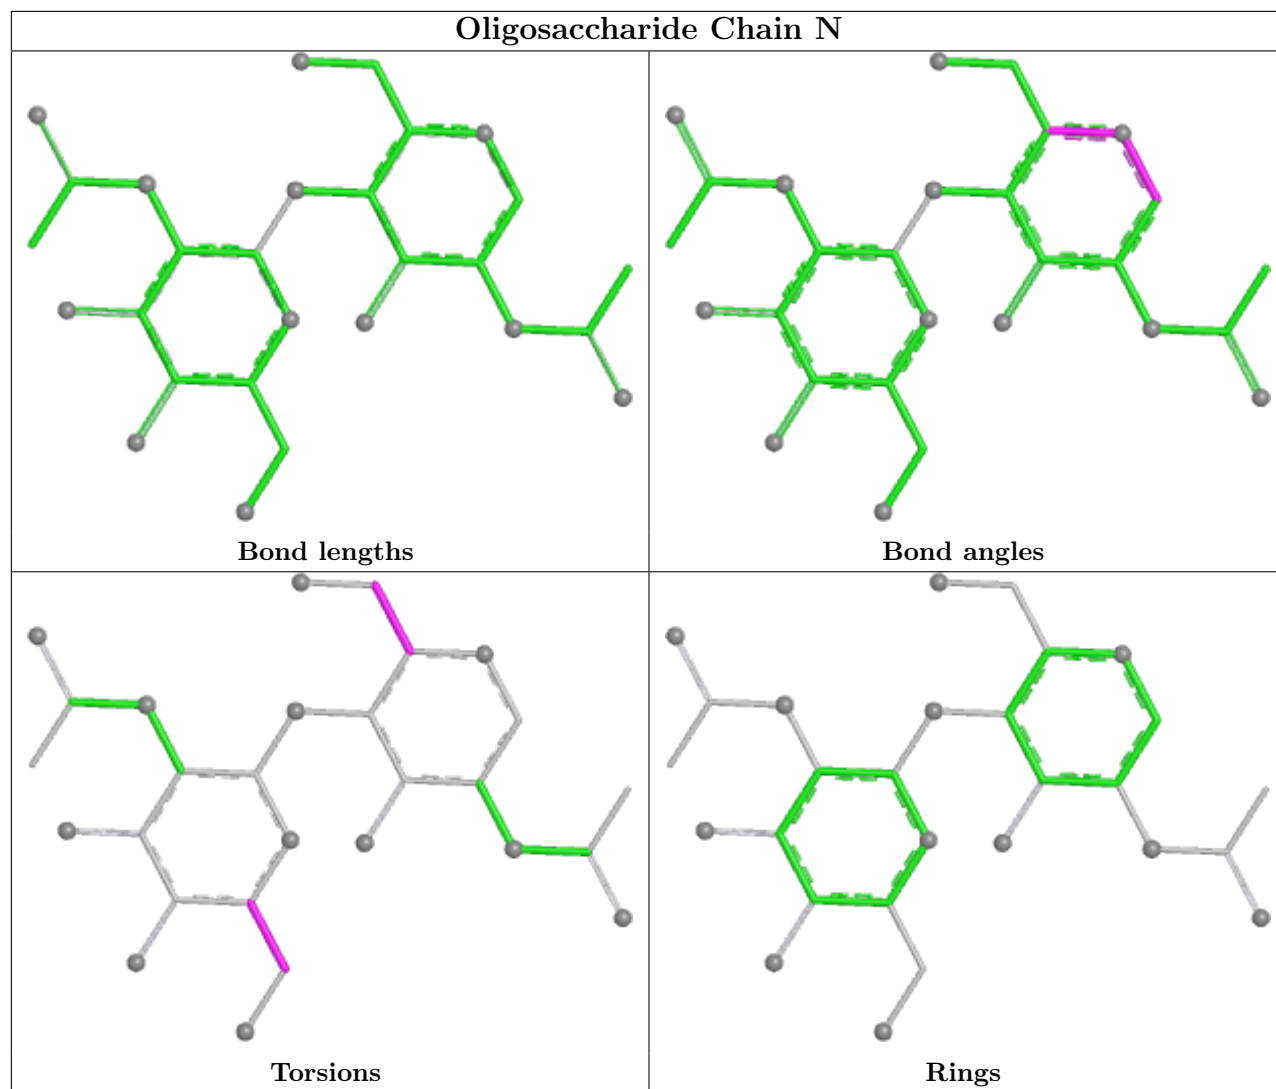 Oligosaccharide Chain N
Bond lengths
Bond angles
Torsions
Rings